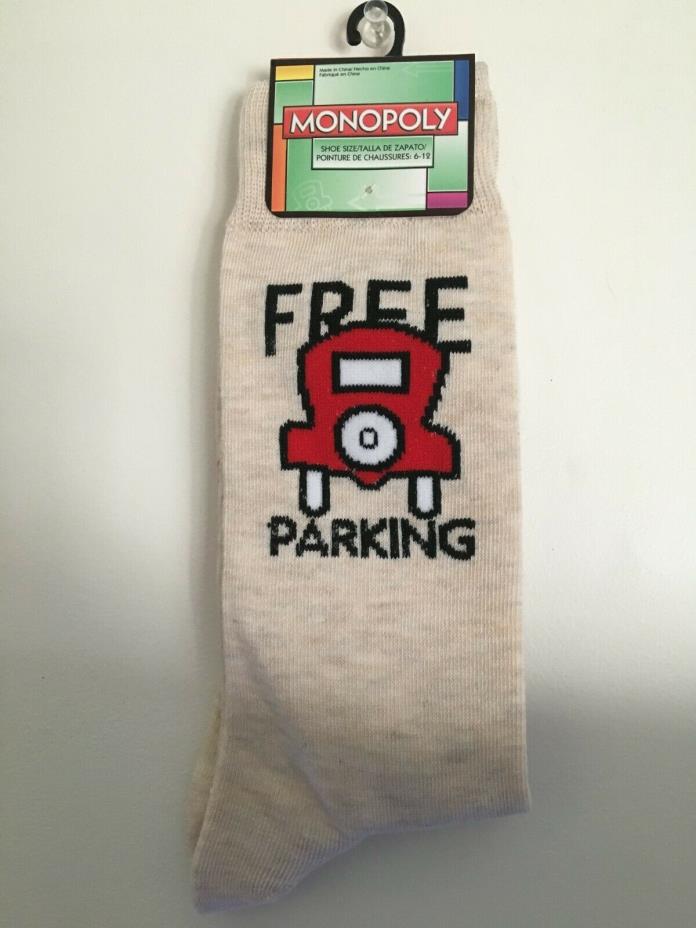 Made in China/Hecho en China
Fabriqué en China
MONOPOLY
SHOE SIZE/TALLA DE ZAPATO/
POINTURE DE CHAUSSURES: 6-12
FREE
PARKING